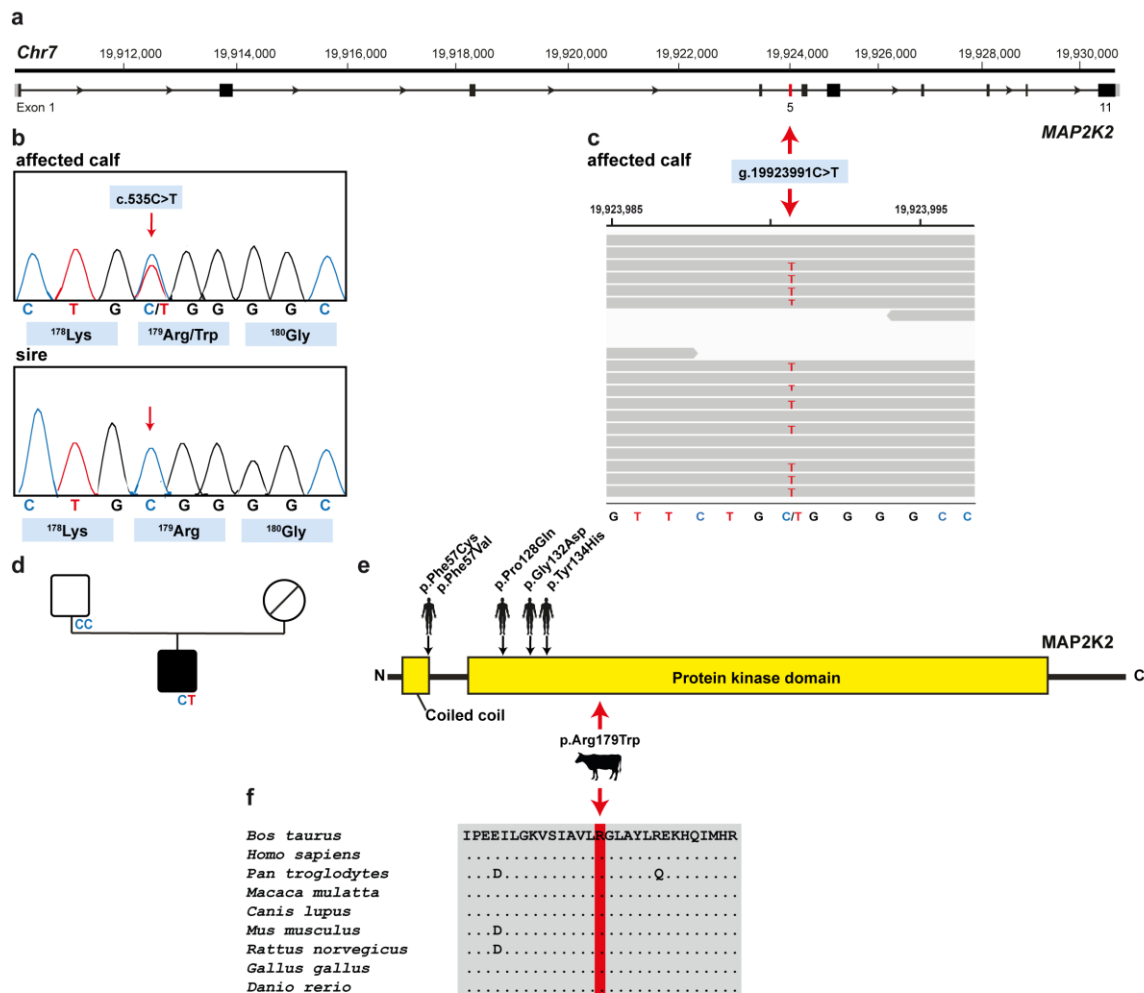 a
Chr7 19,912,000 19,914,000 19,916,000 19,918,000 19,920,000 19,922,000 19,924,000 19,926,000 19,928,000 19,930,000
Exon 1 5 11
MAP2K2
b
affected calf
c.535C>T
C T G C/T G G G G C
178Lys 179Arg/Trp 180Gly
sire
C T G C G G G G C
178Lys 179Arg 180Gly
c
affected calf
g.19923991C>T
19,923,985 19,923,995
T
T
T
T
T
T
T
T
T
T
T
G T T C T G C/T G G G G C C
d
CC
CT
e
p.Phe57Cys
p.Phe57Val
p.Pro128Gln
p.Gly132Asp
p.Tyr134His
MAP2K2
N Protein kinase domain C
Coiled coil
p.Arg179Trp
f
Bos taurus IPEEILGKVSIAVLRGLAYLREKHQIMHR
Homo sapiens .............................
Pan troglodytes ...D................Q........
Macaca mulatta .............................
Canis lupus .............................
Mus musculus ...D.........................
Rattus norvegicus ...D.........................
Gallus gallus .............................
Danio rerio .............................